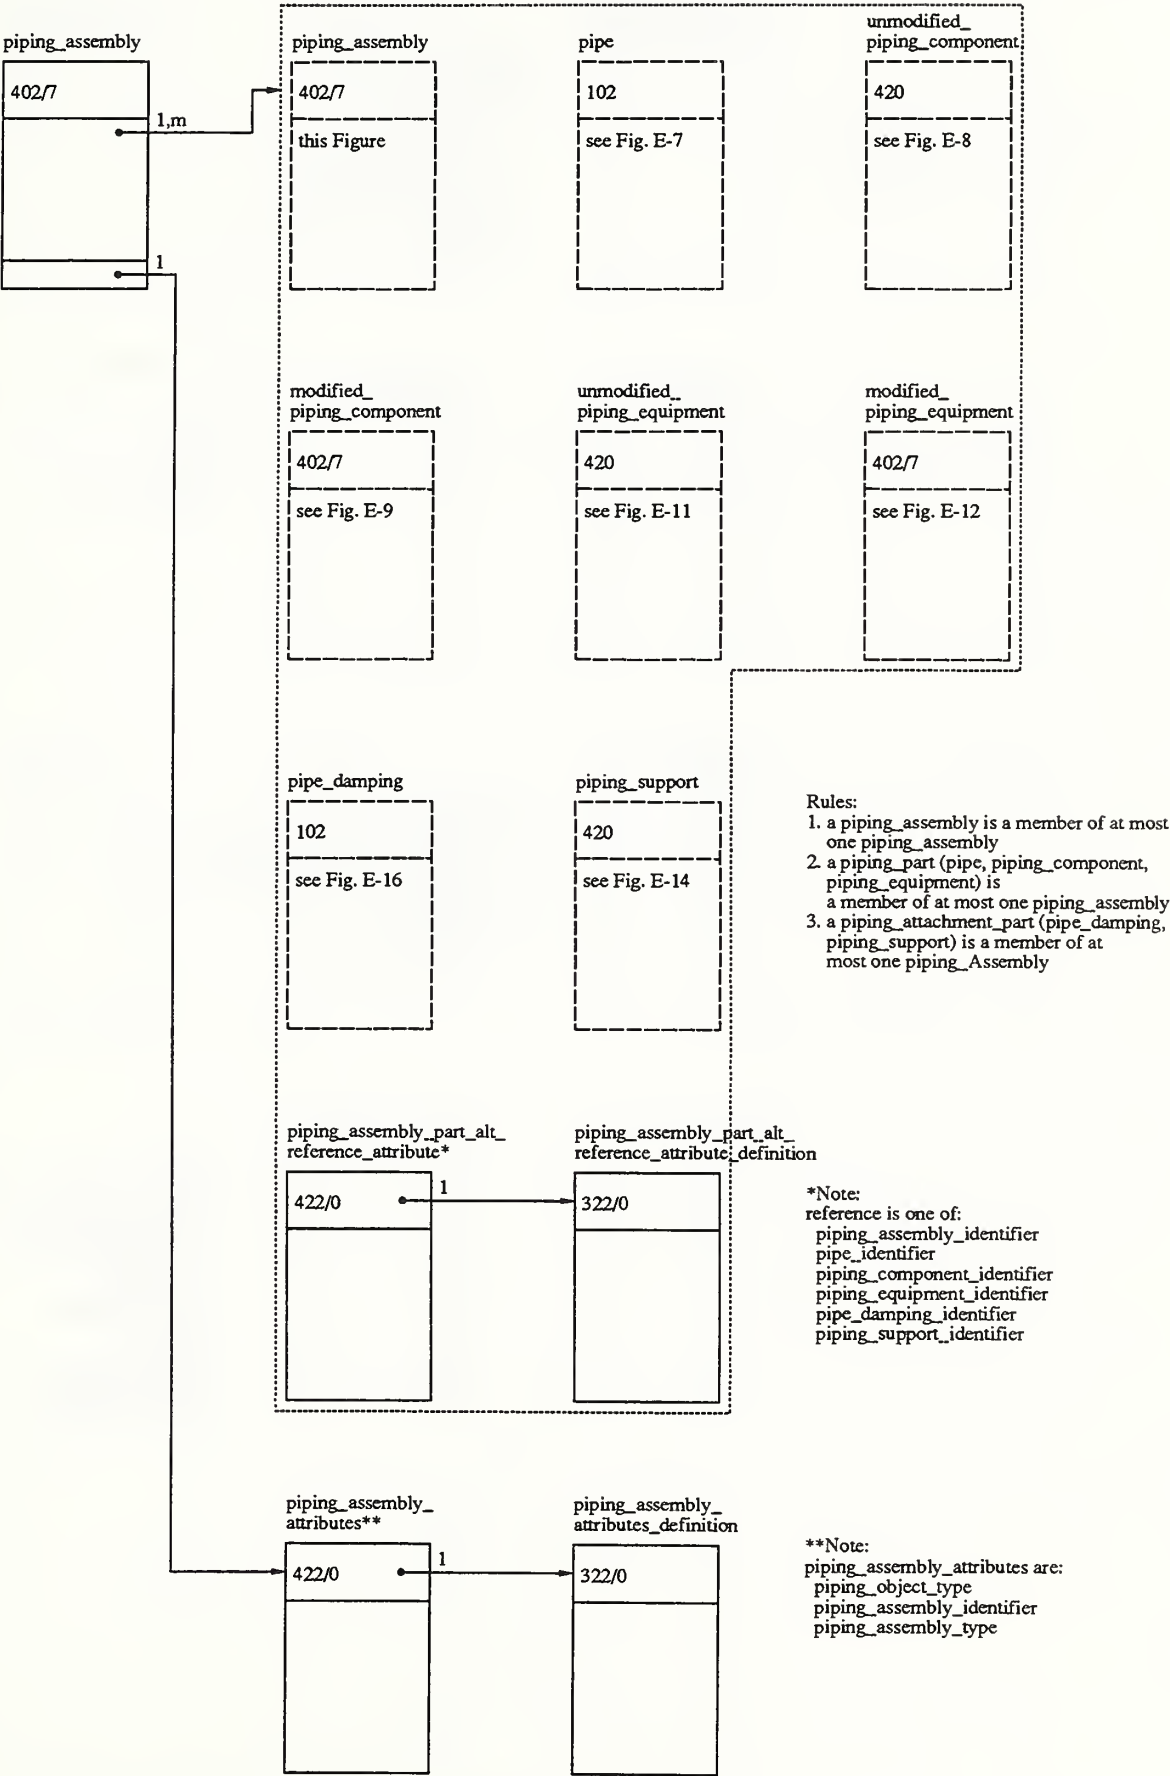 piping_assembly
402/7
1,m
1
piping_assembly
402/7
this Figure
pipe
102
see Fig. E-7
unmodified_
piping_component
420
see Fig. E-8
modified_
piping_component
402/7
see Fig. E-9
unmodified_
piping_equipment
420
see Fig. E-11
modified_
piping_equipment
402/7
see Fig. E-12
pipe_damping
102
see Fig. E-16
piping_support
420
see Fig. E-14
Rules:
1. a piping_assembly is a member of at most
one piping_assembly
2. a piping_part (pipe, piping_component,
piping_equipment) is
a member of at most one piping_assembly
3. a piping_attachment_part (pipe_damping,
piping_support) is a member of at
most one piping_Assembly
piping_assembly_part_alt_
reference_attribute*
422/0
1
piping_assembly_part_alt_
reference_attribute_definition
322/0
*Note:
reference is one of:
piping_assembly_identifier
pipe_identifier
piping_component_identifier
piping_equipment_identifier
pipe_damping_identifier
piping_support_identifier
piping_assembly_
attributes**
422/0
1
piping_assembly_
attributes_definition
322/0
**Note:
piping_assembly_attributes are:
piping_object_type
piping_assembly_identifier
piping_assembly_type